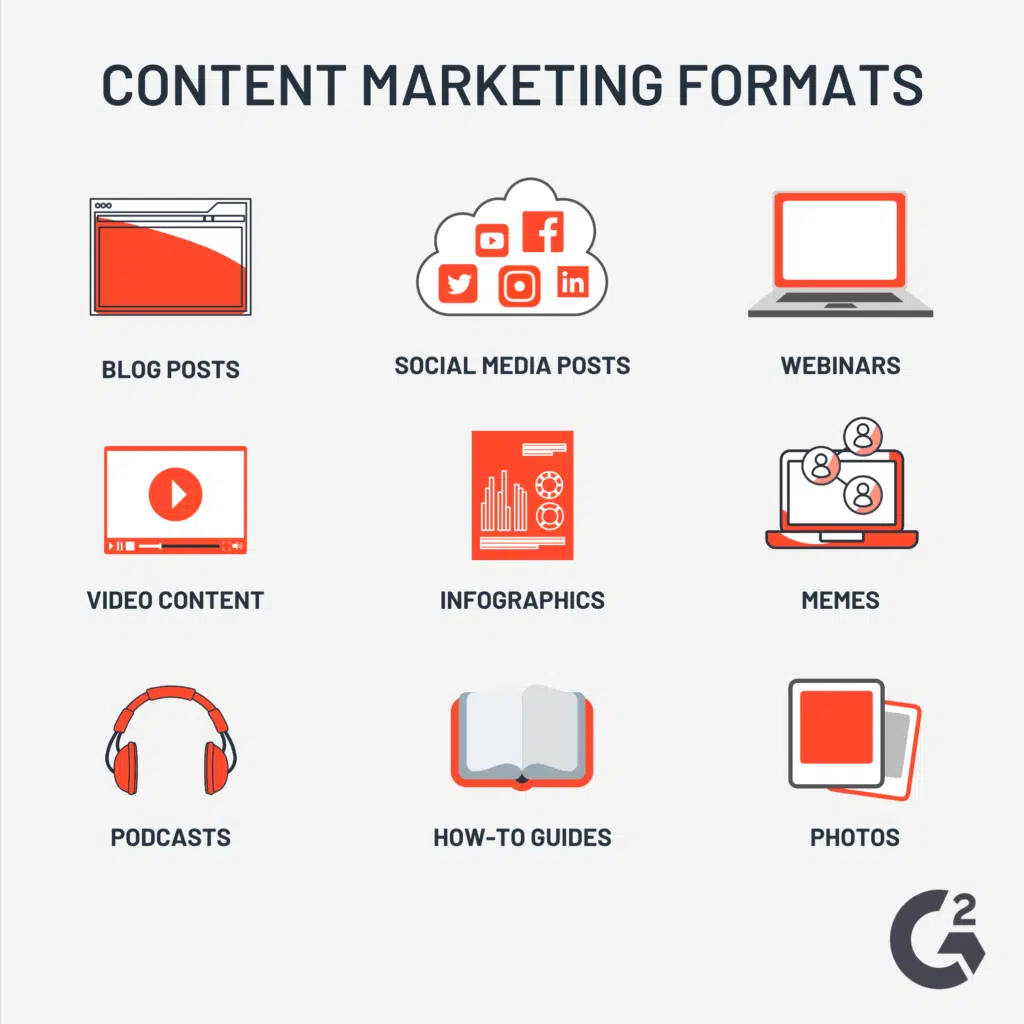 CONTENT MARKETING FORMATS
in
BLOG POSTS
SOCIAL MEDIA POSTS
WEBINARS
VIDEO CONTENT
INFOGRAPHICS
MEMES
PODCASTS
HOW-TO GUIDES
PHOTOS
G2